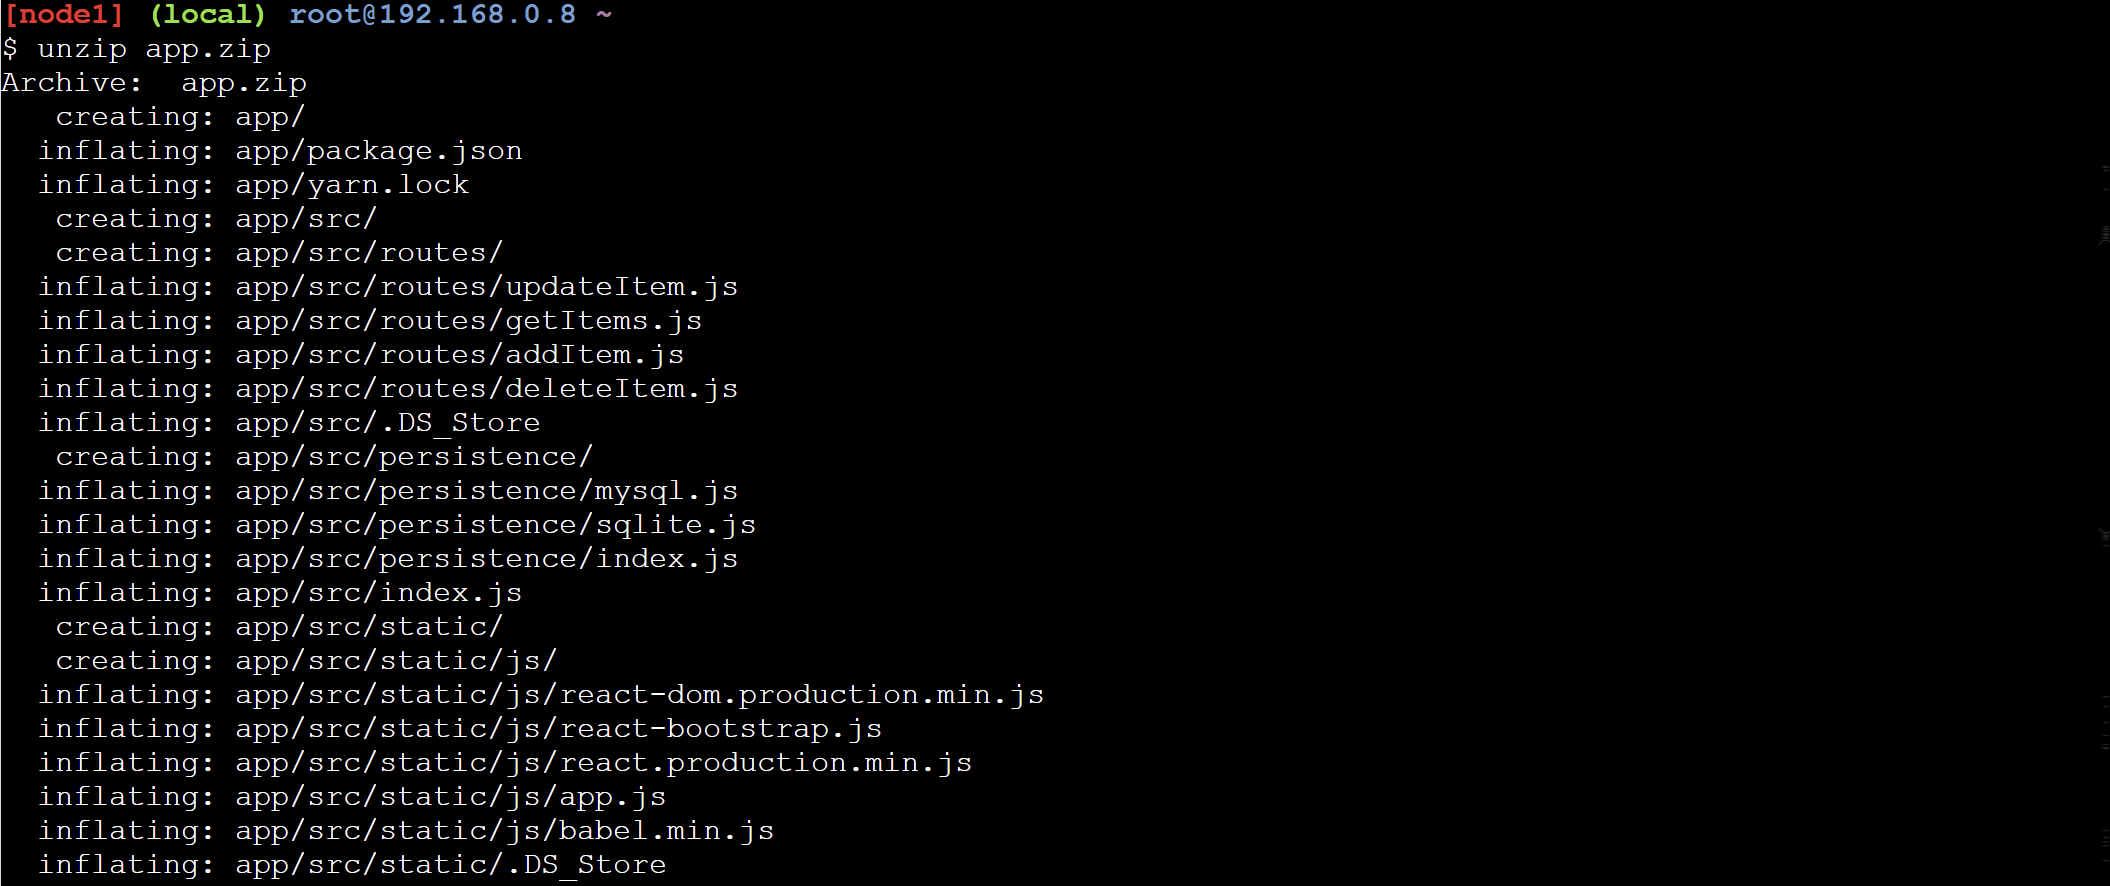 [node1] (local) root@192.168.0.8 ~
$ unzip app.zip
Archive:  app.zip
   creating: app/
  inflating: app/package.json
  inflating: app/yarn.lock
   creating: app/src/
   creating: app/src/routes/
  inflating: app/src/routes/updateItem.js
  inflating: app/src/routes/getItems.js
  inflating: app/src/routes/addItem.js
  inflating: app/src/routes/deleteItem.js
  inflating: app/src/.DS_Store
   creating: app/src/persistence/
  inflating: app/src/persistence/mysql.js
  inflating: app/src/persistence/sqlite.js
  inflating: app/src/persistence/index.js
  inflating: app/src/index.js
   creating: app/src/static/
   creating: app/src/static/js/
  inflating: app/src/static/js/react-dom.production.min.js
  inflating: app/src/static/js/react-bootstrap.js
  inflating: app/src/static/js/react.production.min.js
  inflating: app/src/static/js/app.js
  inflating: app/src/static/js/babel.min.js
  inflating: app/src/static/.DS_Store